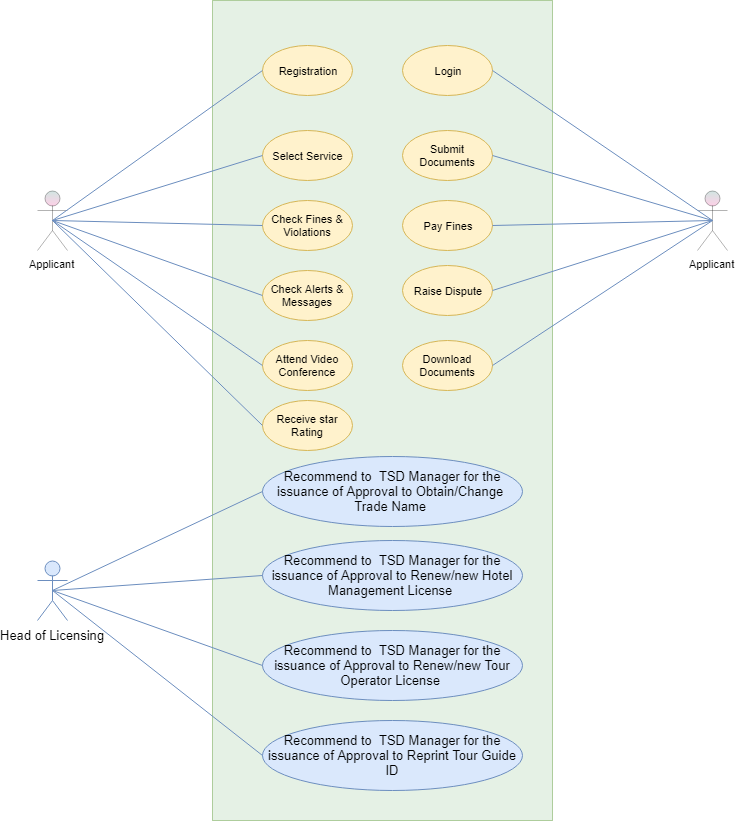 Registration
Login
Select Service
Submit
Documents
Check Fines &
Violations
Pay Fines
Applicant
Applicant
Check Alerts &
Messages
Raise Dispute
Attend Video
Conference
Download
Documents
Receive star
Rating
Recommend to  TSD Manager for the
issuance of Approval to Obtain/Change
Trade Name
Recommend to  TSD Manager for the
issuance of Approval to Renew/new Hotel
Management License
Head of Licensing
Recommend to  TSD Manager for the
issuance of Approval to Renew/new Tour
Operator License
Recommend to  TSD Manager for the
issuance of Approval to Reprint Tour Guide
ID